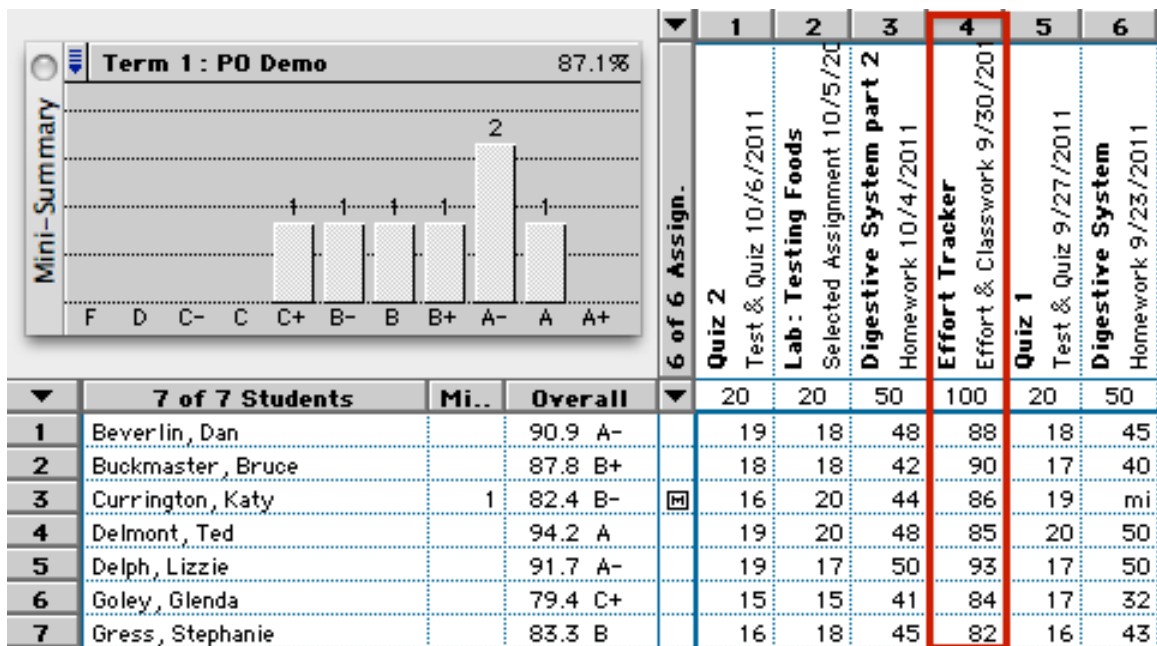 Mini-Summary
Term 1: PO Demo 87.1%
1 1 1 1 2 1
F D C- C C+ B- B B+ A- A A+
6 of 6 Assign.
1 2 3 4 5 6
Quiz 2
Test & Quiz 10/6/2011
Lab: Testing Foods
Selected Assignment 10/5/20
Digestive System part 2
Homework 10/4/2011
Effort Tracker
Effort & Classwork 9/30/201
Quiz 1
Test & Quiz 9/27/2011
Digestive System
Homework 9/23/2011
7 of 7 Students Mi.. Overall 20 20 50 100 20 50
1 Beverlin, Dan 90.9 A- 19 18 48 88 18 45
2 Buckmaster, Bruce 87.8 B+ 18 18 42 90 17 40
3 Currington, Katy 1 82.4 B- M 16 20 44 86 19 mi
4 Delmont, Ted 94.2 A 19 20 48 85 20 50
5 Delph, Lizzie 91.7 A- 19 17 50 93 17 50
6 Goley, Glenda 79.4 C+ 15 15 41 84 17 32
7 Gress, Stephanie 83.3 B 16 18 45 82 16 43